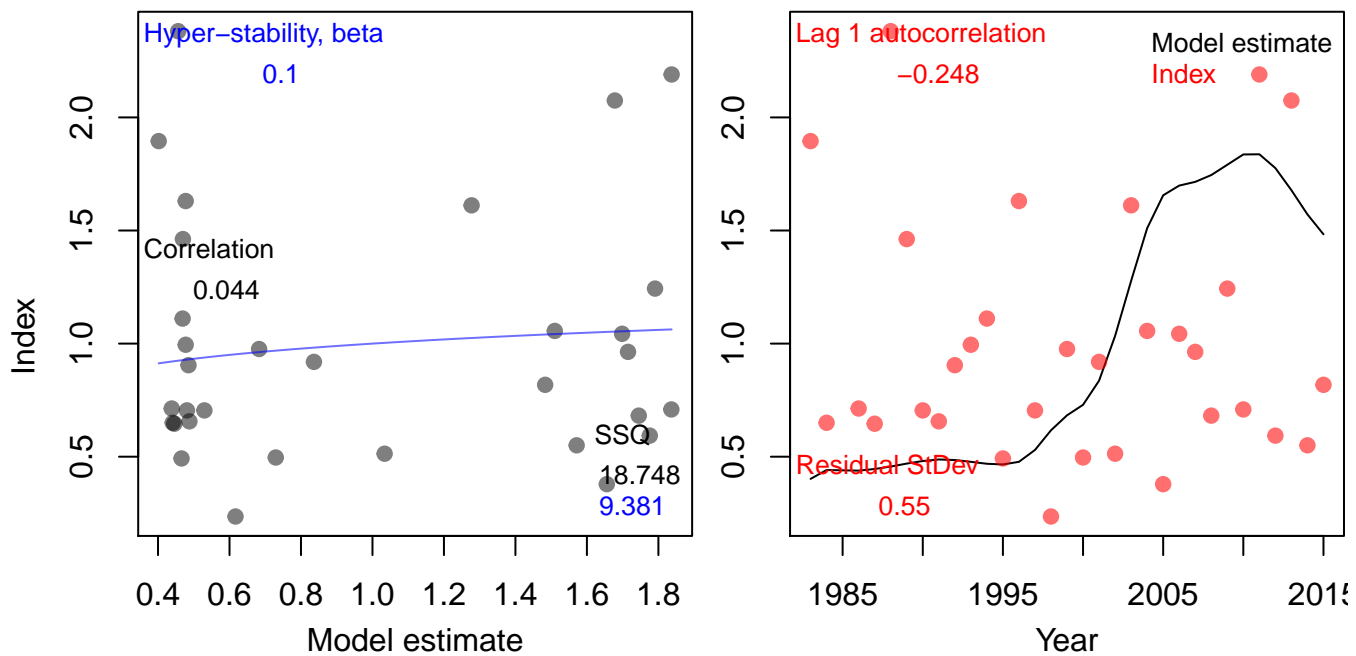 Hyper−stability, beta
0.1
Correlation
0.044
SSQ
18.748
9.381
Index
0.5
1.0
1.5
2.0
0.4 0.6 0.8 1.0 1.2 1.4 1.6 1.8
Model estimate
Lag 1 autocorrelation
−0.248
Model estimate
Index
Residual StDev
0.55
0.5
1.0
1.5
2.0
1985 1995 2005 2015
Year